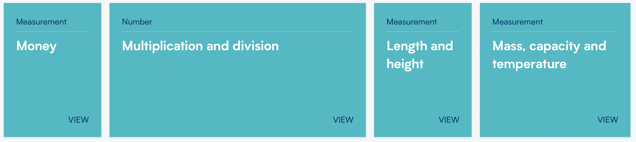 Measurement
Money
VIEW
Number
Multiplication and division
VIEW
Measurement
Length and
height
VIEW
Measurement
Mass, capacity and
temperature
VIEW